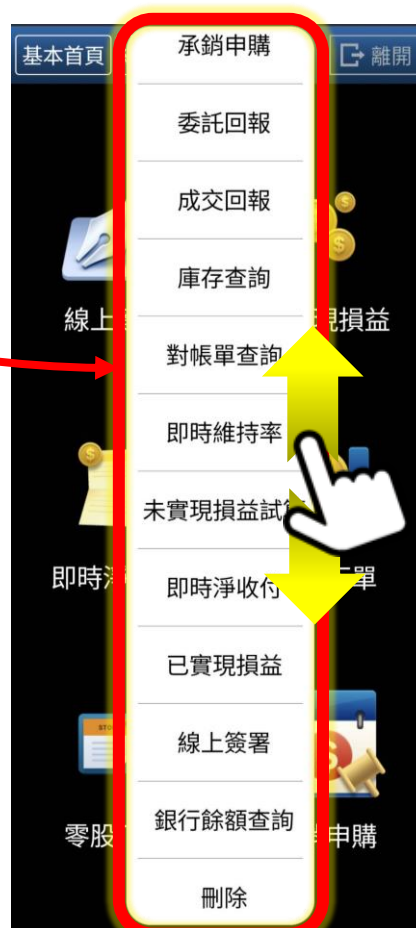 基本首頁
離開
承銷申購
委託回報
成交回報
庫存查詢
線上
現損益
對帳單查詢
即時維持率
未實現損益試
即時
單
即時淨收付
已實現損益
線上簽署
銀行餘額查詢
零股
申購
刪除